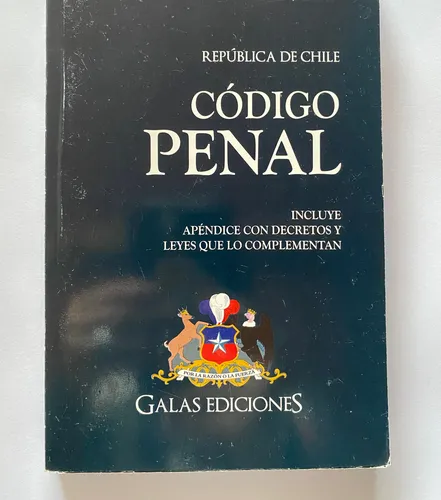 REPÚBLICA DE CHILE
CÓDIGO
PENAL
INCLUYE
APÉNDICE CON DECRETOS Y
LEYES QUE LO COMPLEMENTAN
POR LA RAZÓN O LA FUERZA
GALAS EDICIONES